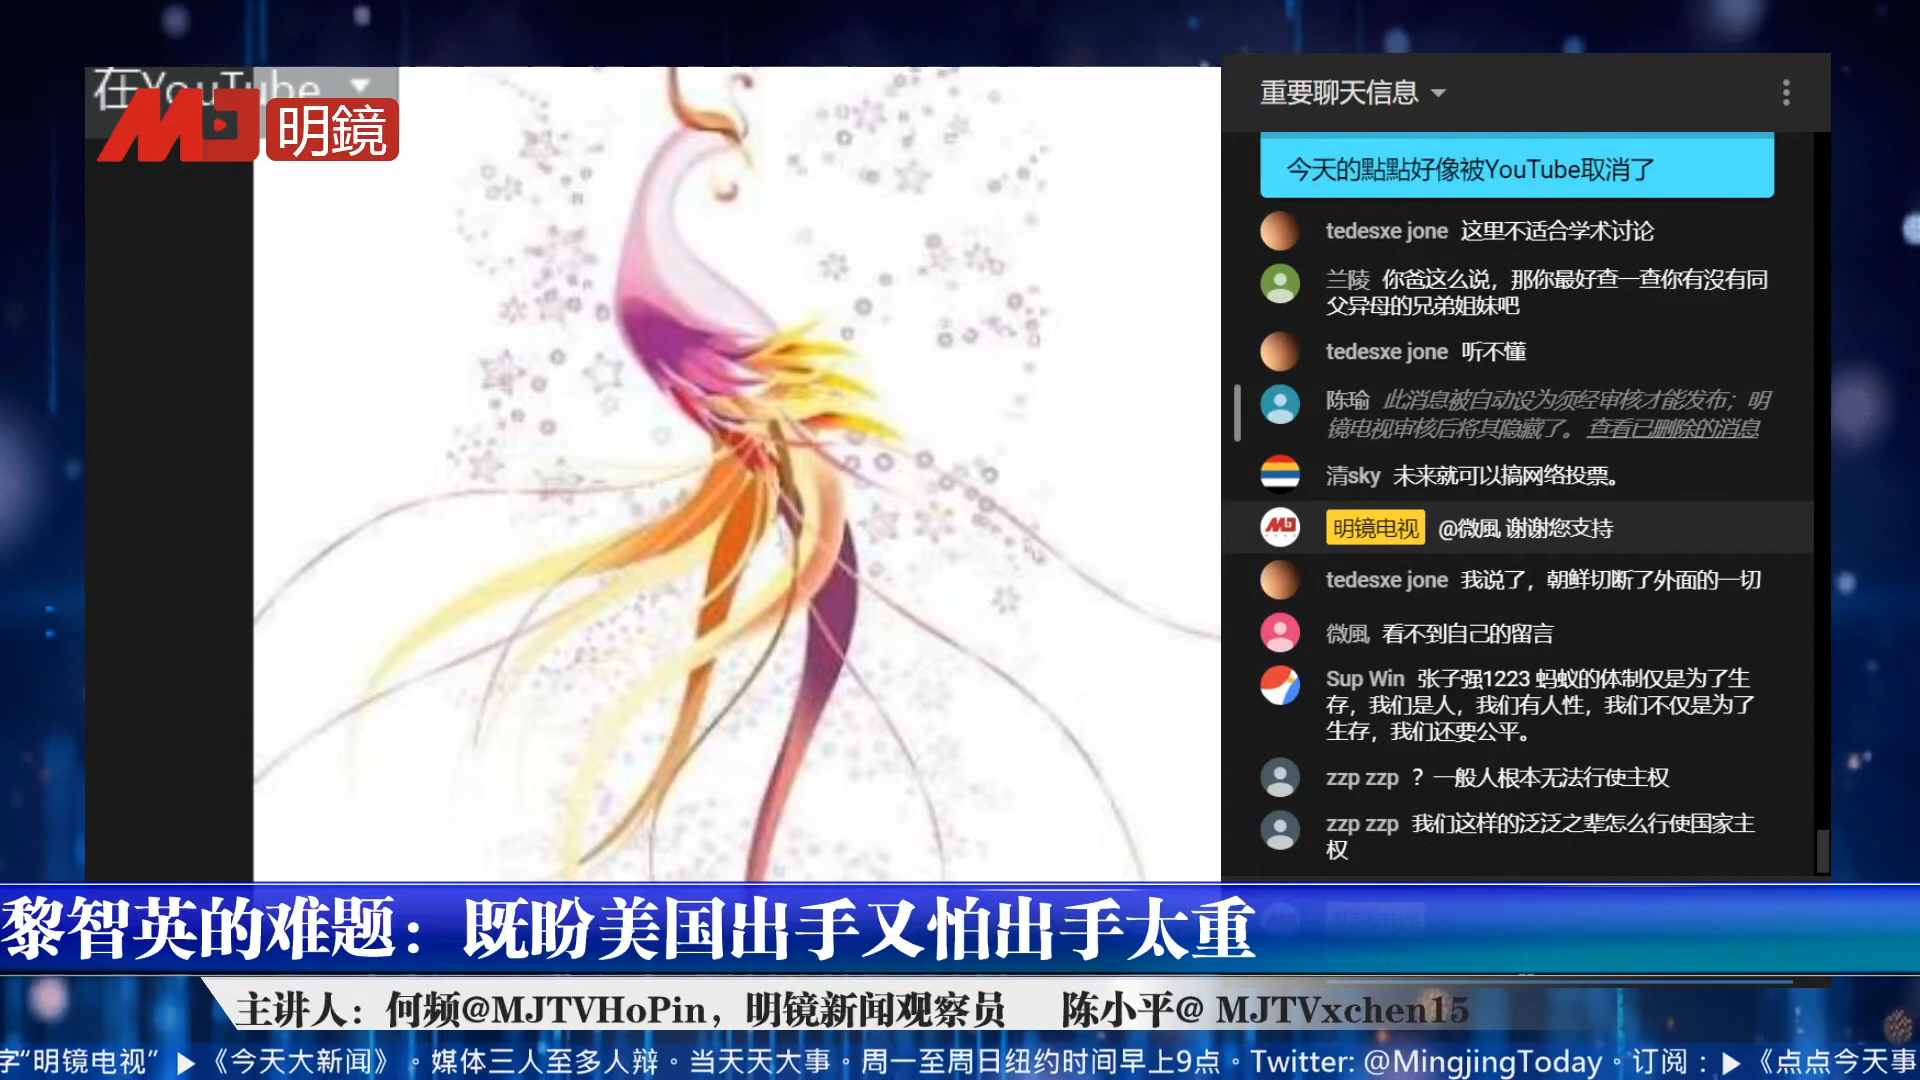 在YouTube
MJ 明鏡
重要聊天信息
今天的點點好像被YouTube取消了
tedesxe jone 这里不适合学术讨论
兰陵 你爸这么说，那你最好查一查你有沒有同
父异母的兄弟姐妹吧
tedesxe jone 听不懂
陈瑜 此消息被自动设为须经审核才能发布；明
镜电视审核后将其隐藏了。查看已删除的消息
清sky 未来就可以搞网络投票。
明镜电视 @微風 谢谢您支持
tedesxe jone 我说了，朝鲜切断了外面的一切
微風 看不到自己的留言
Sup Win 张子强1223 蚂蚁的体制仅是为了生
存，我们是人，我们有人性，我们不仅是为了
生存，我们还要公平。
zzp zzp ？一般人根本无法行使主权
zzp zzp 我们这样的泛泛之辈怎么行使国家主
权
黎智英的难题：既盼美国出手又怕出手太重
主讲人：何频@MJTVHoPin，明镜新闻观察员 陈小平@ MJTVxchen15
字“明镜电视” ▶《今天大新闻》。媒体三人至多人辩。当天天大事。周一至周日纽约时间早上9点。Twitter: @MingjingToday。订阅：▶《点点今天事